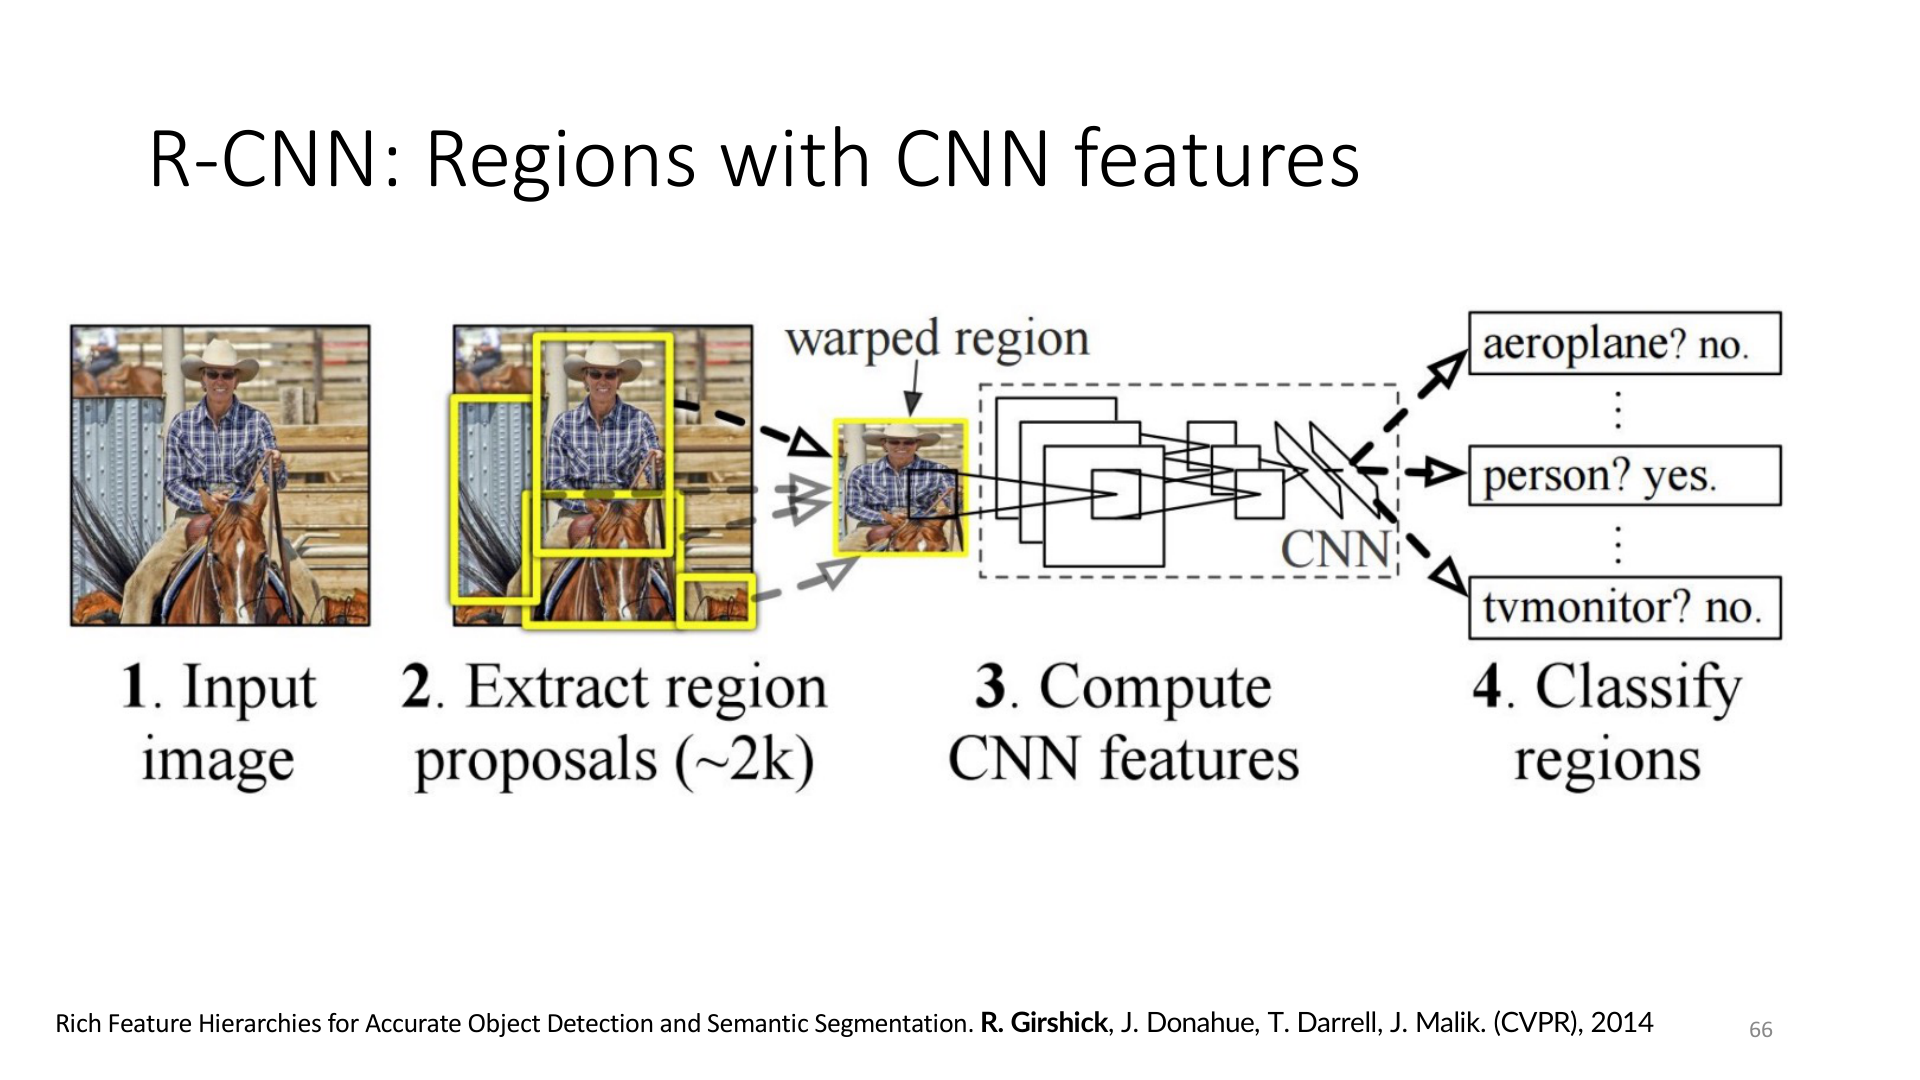 R-CNN: Regions with CNN features
warped region
aeroplane? no.
⋮
person? yes.
⋮
tvmonitor? no.
CNN
1. Input
image
2. Extract region
proposals (~2k)
3. Compute
CNN features
4. Classify
regions
Rich Feature Hierarchies for Accurate Object Detection and Semantic Segmentation. R. Girshick, J. Donahue, T. Darrell, J. Malik. (CVPR), 2014
66